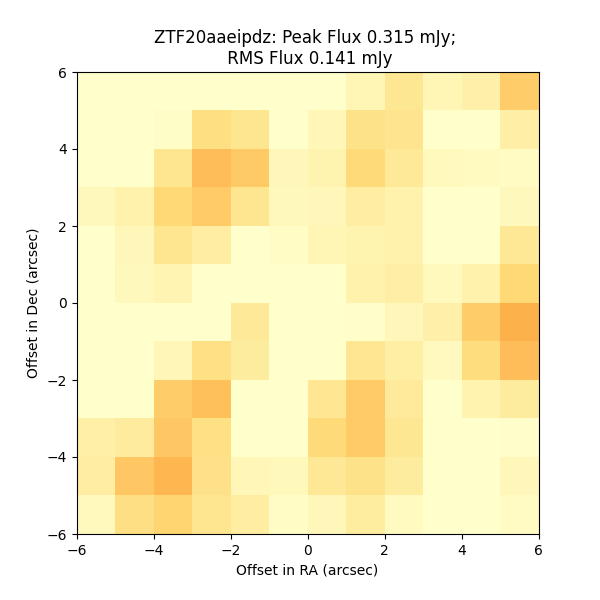 ZTF20aaeipdz: Peak Flux 0.315 mJy;
RMS Flux 0.141 mJy
6
4
2
0
−2
−4
−6
Offset in Dec (arcsec)
−6 −4 −2 0 2 4 6
Offset in RA (arcsec)